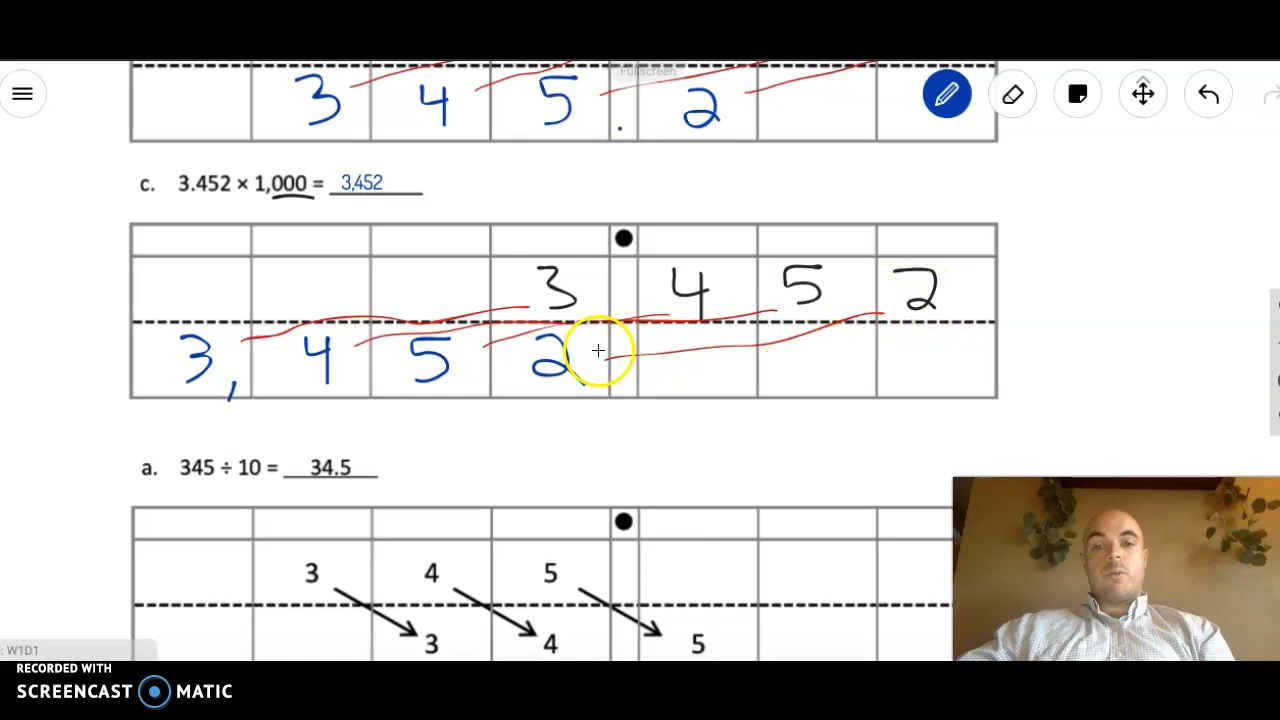 Fullscreen
3 4 5 . 2
c. 3.452 × 1,000 = 3,452
3 4 5 2
3, 4 5 2
a. 345 ÷ 10 = 34.5
3 4 5
3 4 5
: W1D1
RECORDED WITH
SCREENCAST MATIC